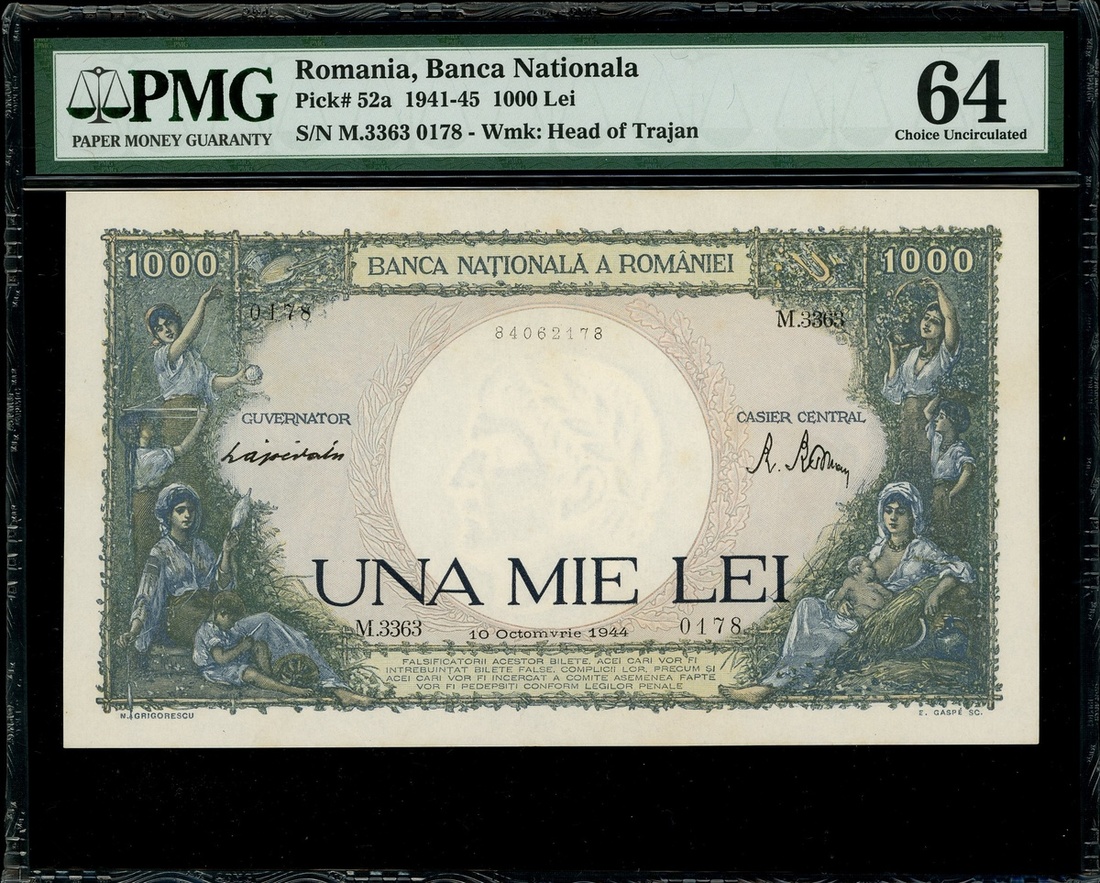 PMG
PAPER MONEY GUARANTY
Romania, Banca Nationala
Pick# 52a 1941-45 1000 Lei
S/N M.3363 0178 - Wmk: Head of Trajan
64
Choice Uncirculated
1000 BANCA NAȚIONALĂ A ROMÂNIEI 1000
0178 M.3363
84062178
GUVERNATOR CASIER CENTRAL
UNA MIE LEI
M.3363 10 Octomvrie 1944 0178
FALSIFICATORII ACESTOR BILETE, ACEI CARI VOR FI
INTREBUINȚAT BILETE FALSE, COMPLICII LOR, PRECUM ȘI
ACEI CARI VOR FI INCERCAT A COMITE ASEMENEA FAPTE
VOR FI PEDEPSIȚI CONFORM LEGILOR PENALE
N. GRIGORESCU E. GASPÉ SC.